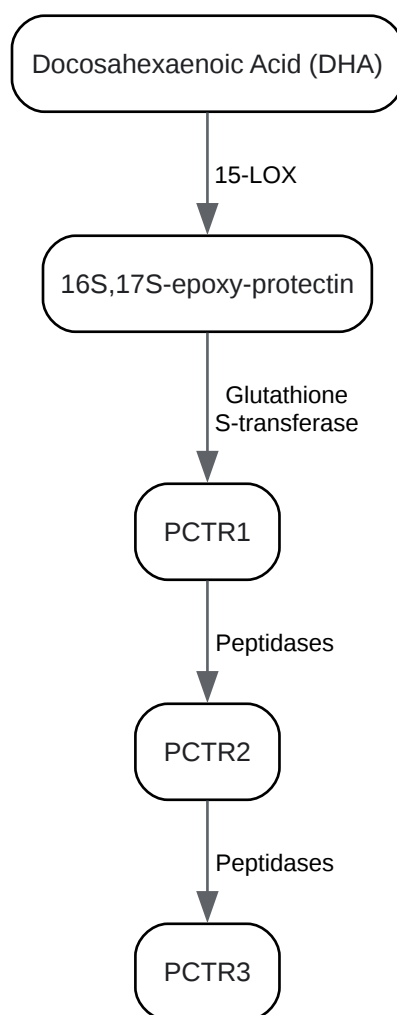 Docosahexaenoic Acid (DHA)
15-LOX
16S,17S-epoxy-protectin
Glutathione
S-transferase
PCTR1
Peptidases
PCTR2
Peptidases
PCTR3